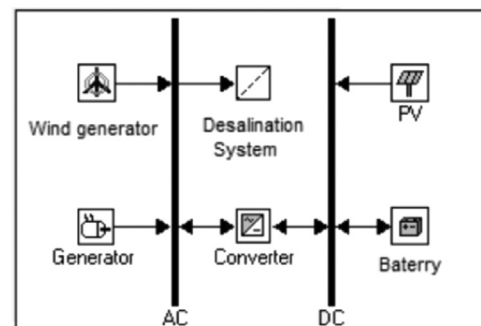 Wind generator
Desalination
System
PV
Generator
Converter
Baterry
AC
DC